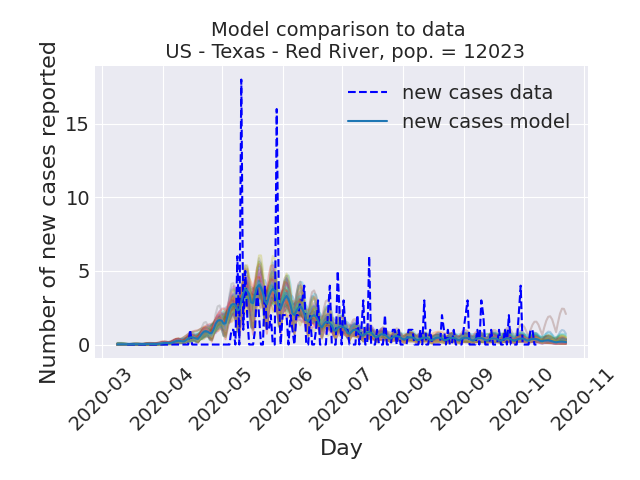 Model comparison to data
US - Texas - Red River, pop. = 12023
new cases data
new cases model
Number of new cases reported
15
10
5
0
2020-03
2020-04
2020-05
2020-06
2020-07
2020-08
2020-09
2020-10
2020-11
Day